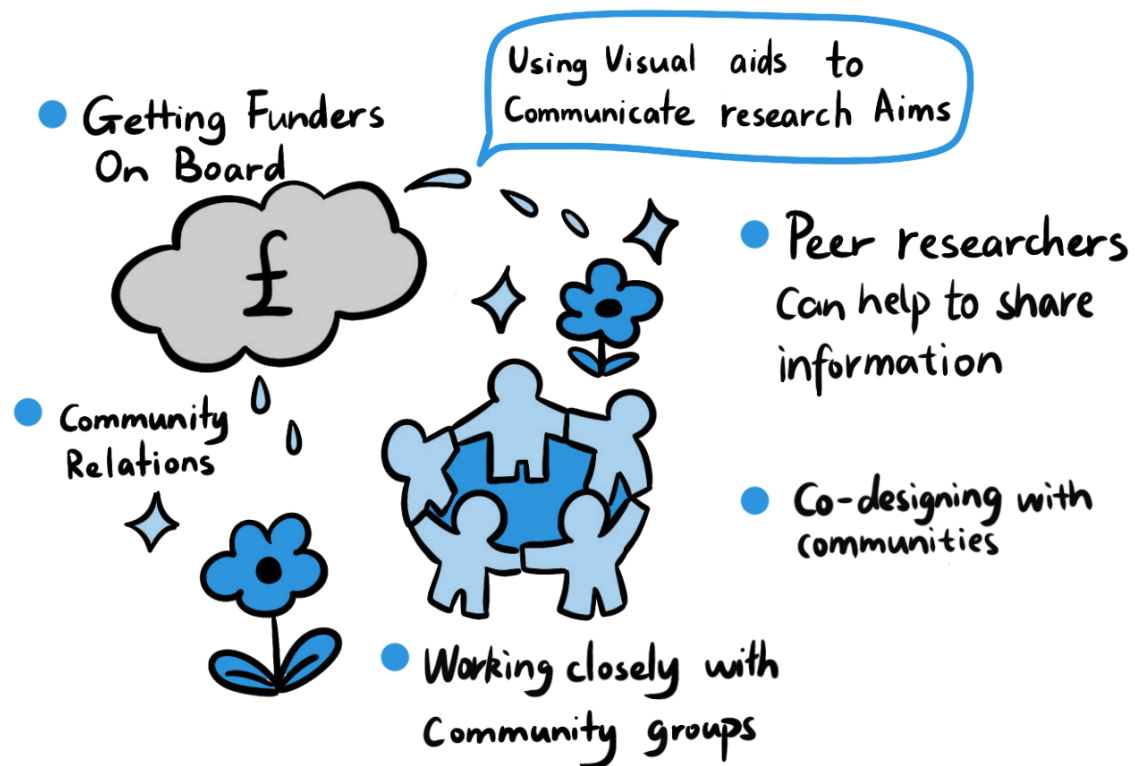 Using Visual aids to
Communicate research Aims
Getting Funders
On Board
£
Peer researchers
Can help to share
information
Community
Relations
Co-designing with
communities
Working closely with
Community groups